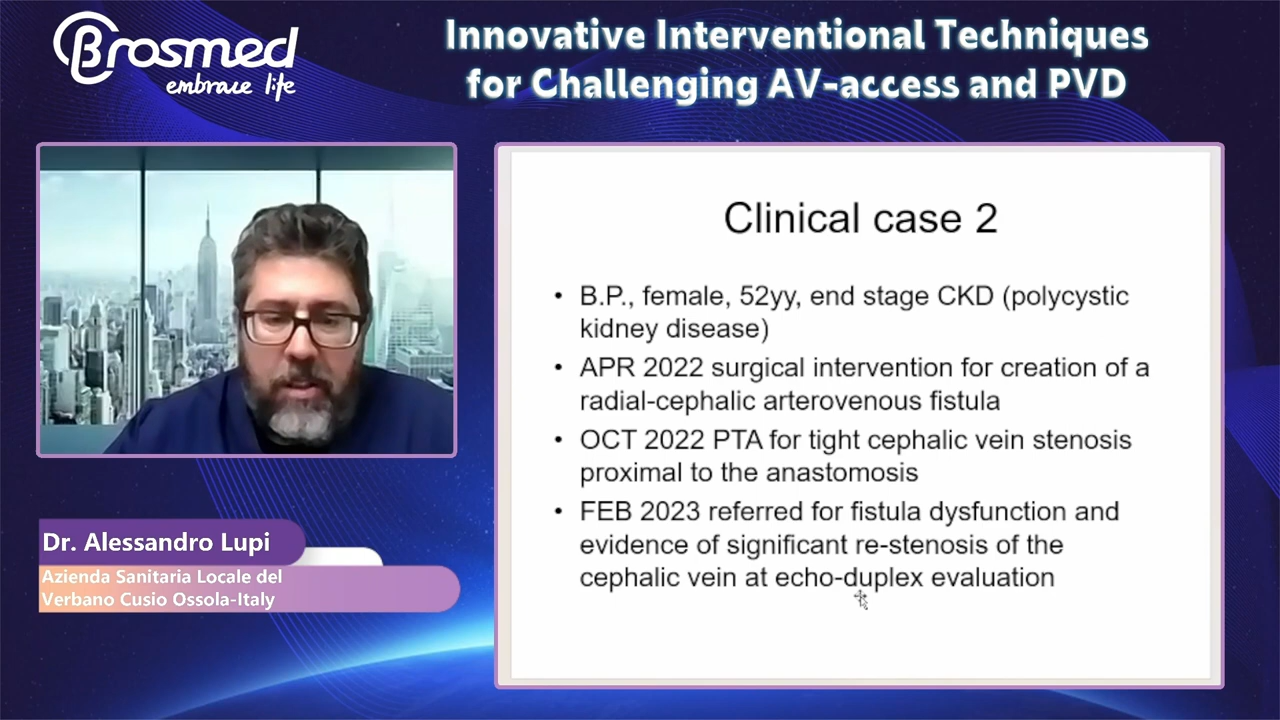 Brosmed
embrace life
Innovative Interventional Techniques
for Challenging AV-access and PVD
Clinical case 2
• B.P., female, 52yy, end stage CKD (polycystic
kidney disease)
• APR 2022 surgical intervention for creation of a
radial-cephalic arterovenous fistula
• OCT 2022 PTA for tight cephalic vein stenosis
proximal to the anastomosis
• FEB 2023 referred for fistula dysfunction and
evidence of significant re-stenosis of the
cephalic vein at echo-duplex evaluation
Dr. Alessandro Lupi
Azienda Sanitaria Locale del
Verbano Cusio Ossola-Italy